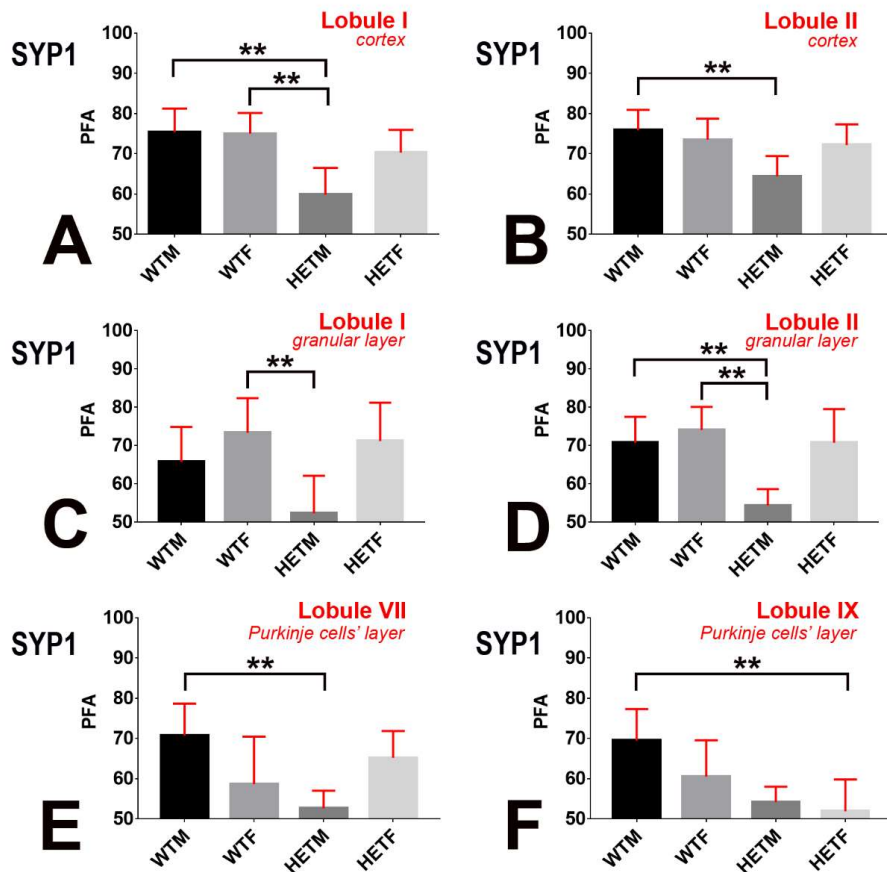 Lobule I
cortex
SYP1
**
**
PFA
100
90
80
70
60
50
WTM
WTF
HETM
HETF
A
Lobule II
cortex
SYP1
**
PFA
100
90
80
70
60
50
WTM
WTF
HETM
HETF
B
Lobule I
granular layer
SYP1
**
PFA
100
90
80
70
60
50
WTM
WTF
HETM
HETF
C
Lobule II
granular layer
SYP1
**
**
PFA
100
90
80
70
60
50
WTM
WTF
HETM
HETF
D
Lobule VII
Purkinje cells’ layer
SYP1
**
PFA
100
90
80
70
60
50
WTM
WTF
HETM
HETF
E
Lobule IX
Purkinje cells’ layer
SYP1
**
PFA
100
90
80
70
60
50
WTM
WTF
HETM
HETF
F